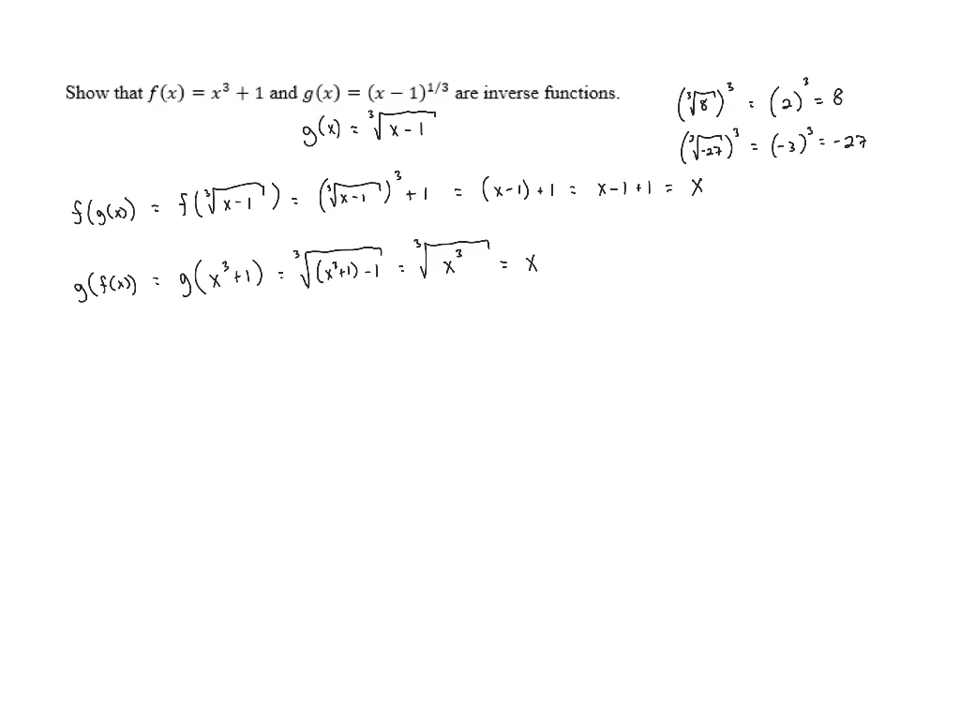 Show that f(x) = x³ + 1 and g(x) = (x − 1)^{1/3} are inverse functions.
g(x) = ∛(x - 1)
(∛8)³ = (2)³ = 8
(∛-27)³ = (-3)³ = -27
f(g(x)) = f(∛(x-1)) = (∛(x-1))³ + 1 = (x-1)+1 = x-1+1 = x
g(f(x)) = g(x³+1) = ∛((x³+1)-1) = ∛(x³) = x